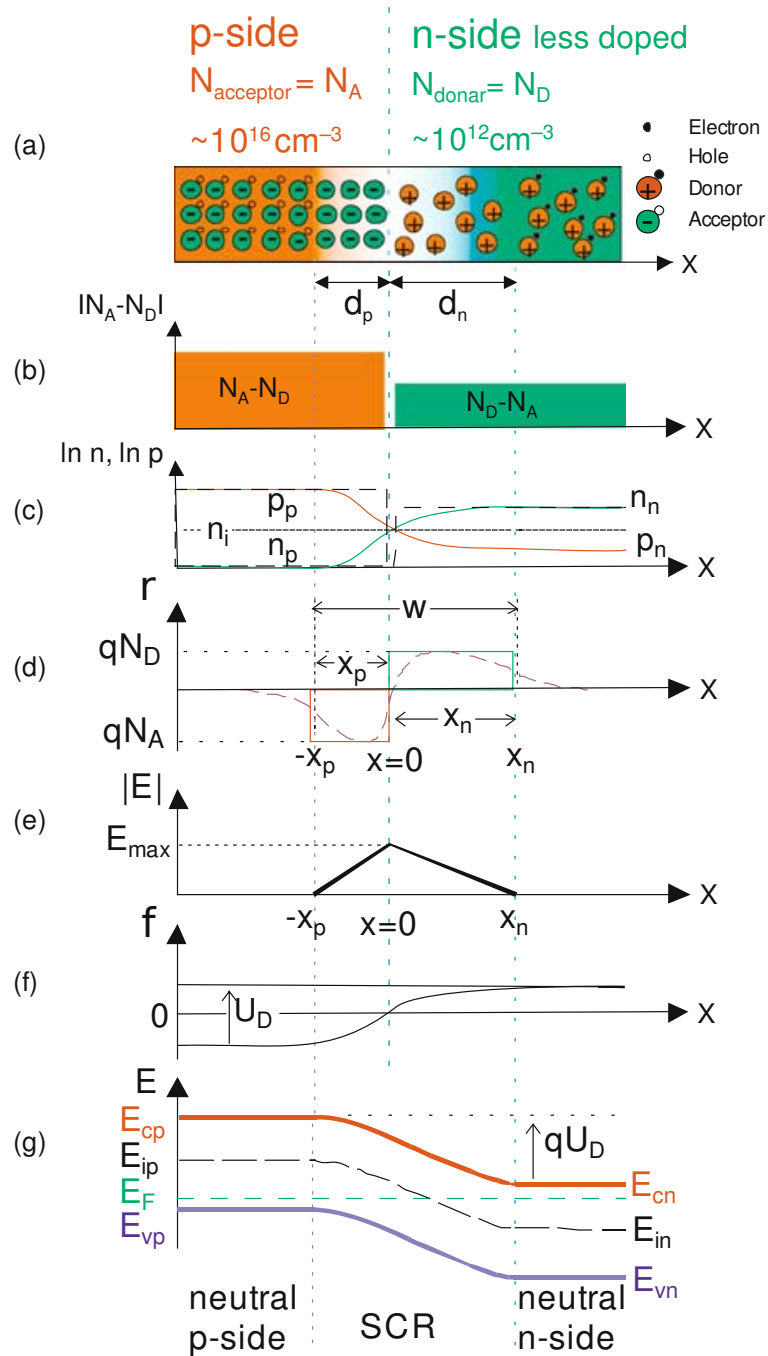 p-side
n-side less doped
N_acceptor = N_A
N_donar = N_D
~10^16 cm^–3
~10^12 cm^–3
(a)
Electron
Hole
Donor
Acceptor
X
d_p
d_n
|N_A-N_D|
(b)
N_A-N_D
N_D-N_A
X
ln n, ln p
(c)
p_p
n_n
n_i
n_p
p_n
X
r
w
qN_D
x_p
(d)
X
x_n
qN_A
-x_p
x=0
x_n
|E|
(e)
E_max
X
-x_p
x=0
x_n
f
(f)
0
U_D
X
E
E_cp
(g)
qU_D
E_ip
E_F
E_cn
E_vp
E_in
E_vn
neutral
p-side
SCR
neutral
n-side